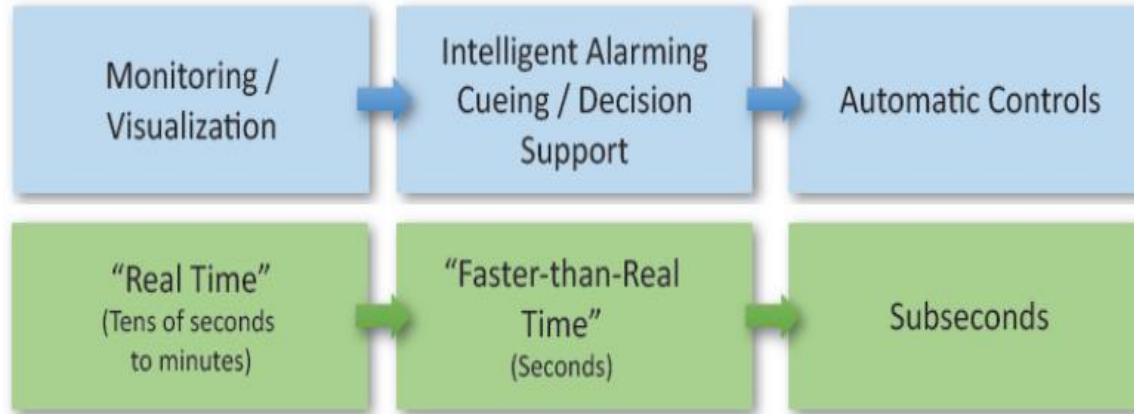 Monitoring /
Visualization
Intelligent Alarming
Cueing / Decision
Support
Automatic Controls
“Real Time”
(Tens of seconds
to minutes)
“Faster-than-Real
Time”
(Seconds)
Subseconds